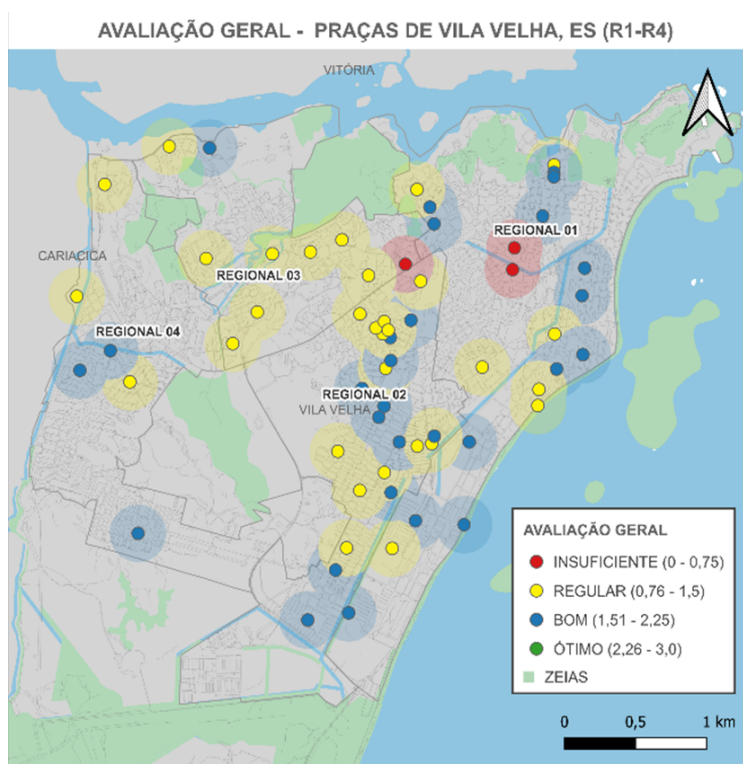 AVALIAÇÃO GERAL - PRAÇAS DE VILA VELHA, ES (R1-R4)
VITÓRIA
REGIONAL 01
CARIACICA
REGIONAL 03
REGIONAL 04
REGIONAL 02
VILA VELHA
AVALIAÇÃO GERAL
INSUFICIENTE (0 - 0,75)
REGULAR (0,76 - 1,5)
BOM (1,51 - 2,25)
ÓTIMO (2,26 - 3,0)
ZEIAS
0 0,5 1 km